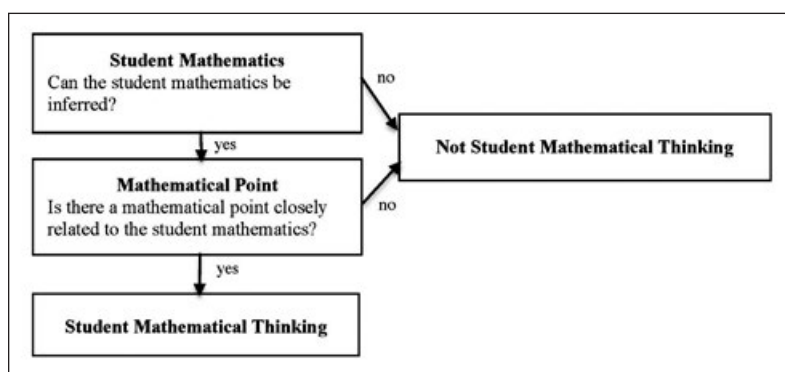 Student Mathematics
Can the student mathematics be
inferred?
no
Not Student Mathematical Thinking
yes
Mathematical Point
Is there a mathematical point closely
related to the student mathematics?
no
yes
Student Mathematical Thinking